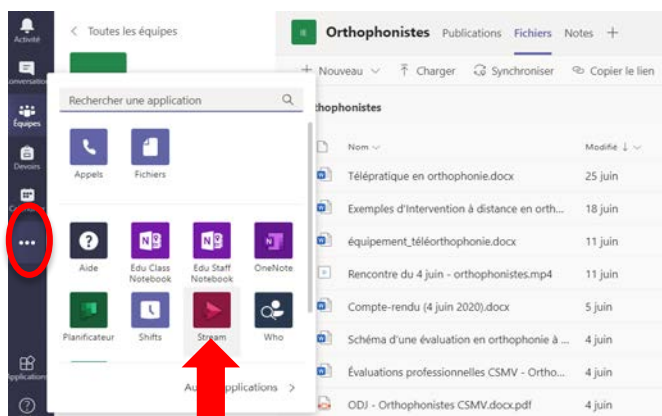 Activité
Conversation
Équipes
Devoirs
Applications
Toutes les équipes
Rechercher une application
Appels
Fichiers
Aide
Edu Class Notebook
Edu Staff Notebook
OneNote
Planificateur
Shifts
Stream
Who
applications
Orthophonistes Publications Fichiers Notes
Nouveau Charger Synchroniser Copier le lien
thophonistes
Nom Modifié
Télépratique en orthophonie.docx 25 juin
Exemples d'Intervention à distance en orth... 18 juin
équipement_téléorthophonie.docx 11 juin
Rencontre du 4 juin - orthophonistes.mp4 11 juin
Compte-rendu (4 juin 2020).docx 5 juin
Schéma d'une évaluation en orthophonie à ... 4 juin
Évaluations professionnelles CSMV - Ortho... 4 juin
ODJ - Orthophonistes CSMV.docx.pdf 4 juin